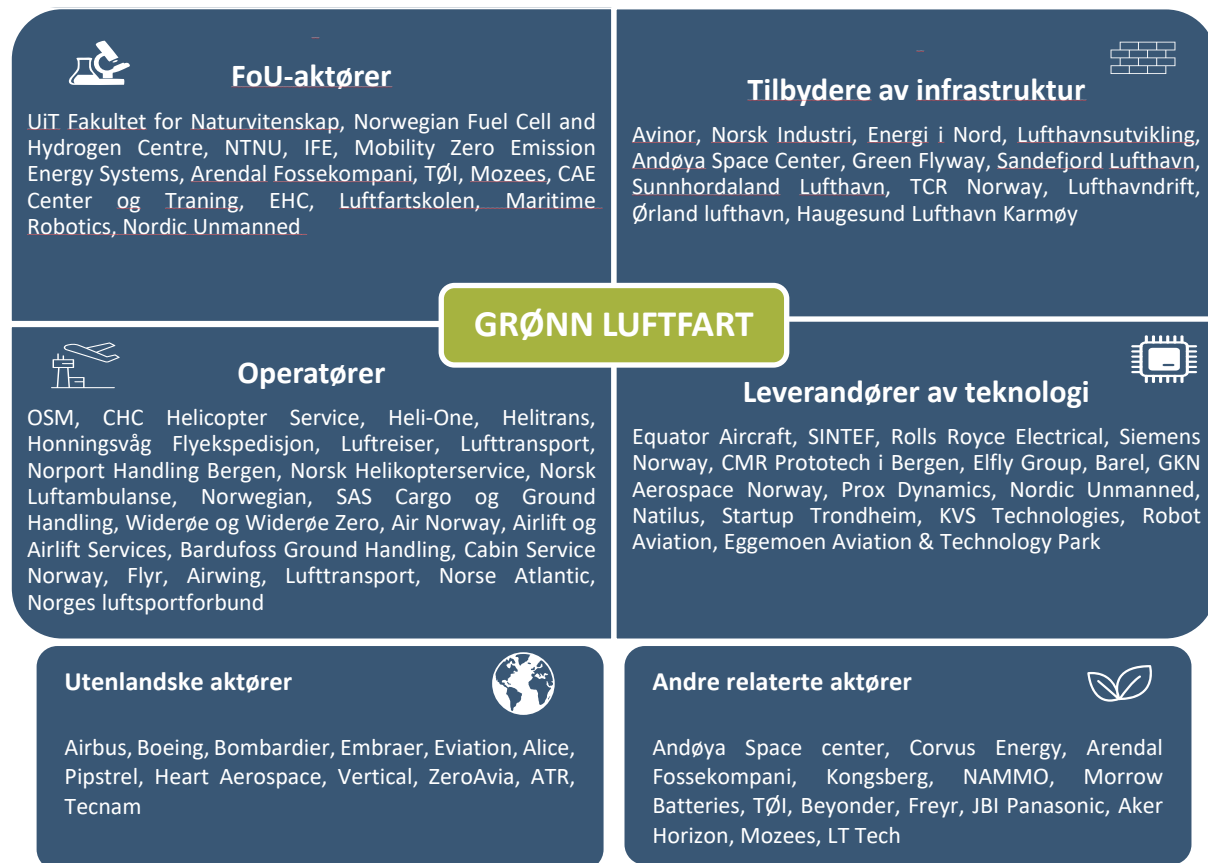 FoU-aktører
UiT Fakultet for Naturvitenskap, Norwegian Fuel Cell and
Hydrogen Centre, NTNU, IFE, Mobility Zero Emission
Energy Systems, Arendal Fossekompani, TØI, Mozees, CAE
Center og Traning, EHC, Luftfartskolen, Maritime
Robotics, Nordic Unmanned
Tilbydere av infrastruktur
Avinor, Norsk Industri, Energi i Nord, Lufthavnsutvikling,
Andøya Space Center, Green Flyway, Sandefjord Lufthavn,
Sunnhordaland Lufthavn, TCR Norway, Lufthavndrift,
Ørland lufthavn, Haugesund Lufthavn Karmøy
GRØNN LUFTFART
Operatører
OSM, CHC Helicopter Service, Heli-One, Helitrans,
Honningsvåg Flyekspedisjon, Luftreiser, Lufttransport,
Norport Handling Bergen, Norsk Helikopterservice, Norsk
Luftambulanse, Norwegian, SAS Cargo og Ground
Handling, Widerøe og Widerøe Zero, Air Norway, Airlift og
Airlift Services, Bardufoss Ground Handling, Cabin Service
Norway, Flyr, Airwing, Lufttransport, Norse Atlantic,
Norges luftsportforbund
Leverandører av teknologi
Equator Aircraft, SINTEF, Rolls Royce Electrical, Siemens
Norway, CMR Prototech i Bergen, Elfly Group, Barel, GKN
Aerospace Norway, Prox Dynamics, Nordic Unmanned,
Natilus, Startup Trondheim, KVS Technologies, Robot
Aviation, Eggemoen Aviation & Technology Park
Utenlandske aktører
Airbus, Boeing, Bombardier, Embraer, Eviation, Alice,
Pipstrel, Heart Aerospace, Vertical, ZeroAvia, ATR,
Tecnam
Andre relaterte aktører
Andøya Space center, Corvus Energy, Arendal
Fossekompani, Kongsberg, NAMMO, Morrow
Batteries, TØI, Beyonder, Freyr, JBI Panasonic, Aker
Horizon, Mozees, LT Tech